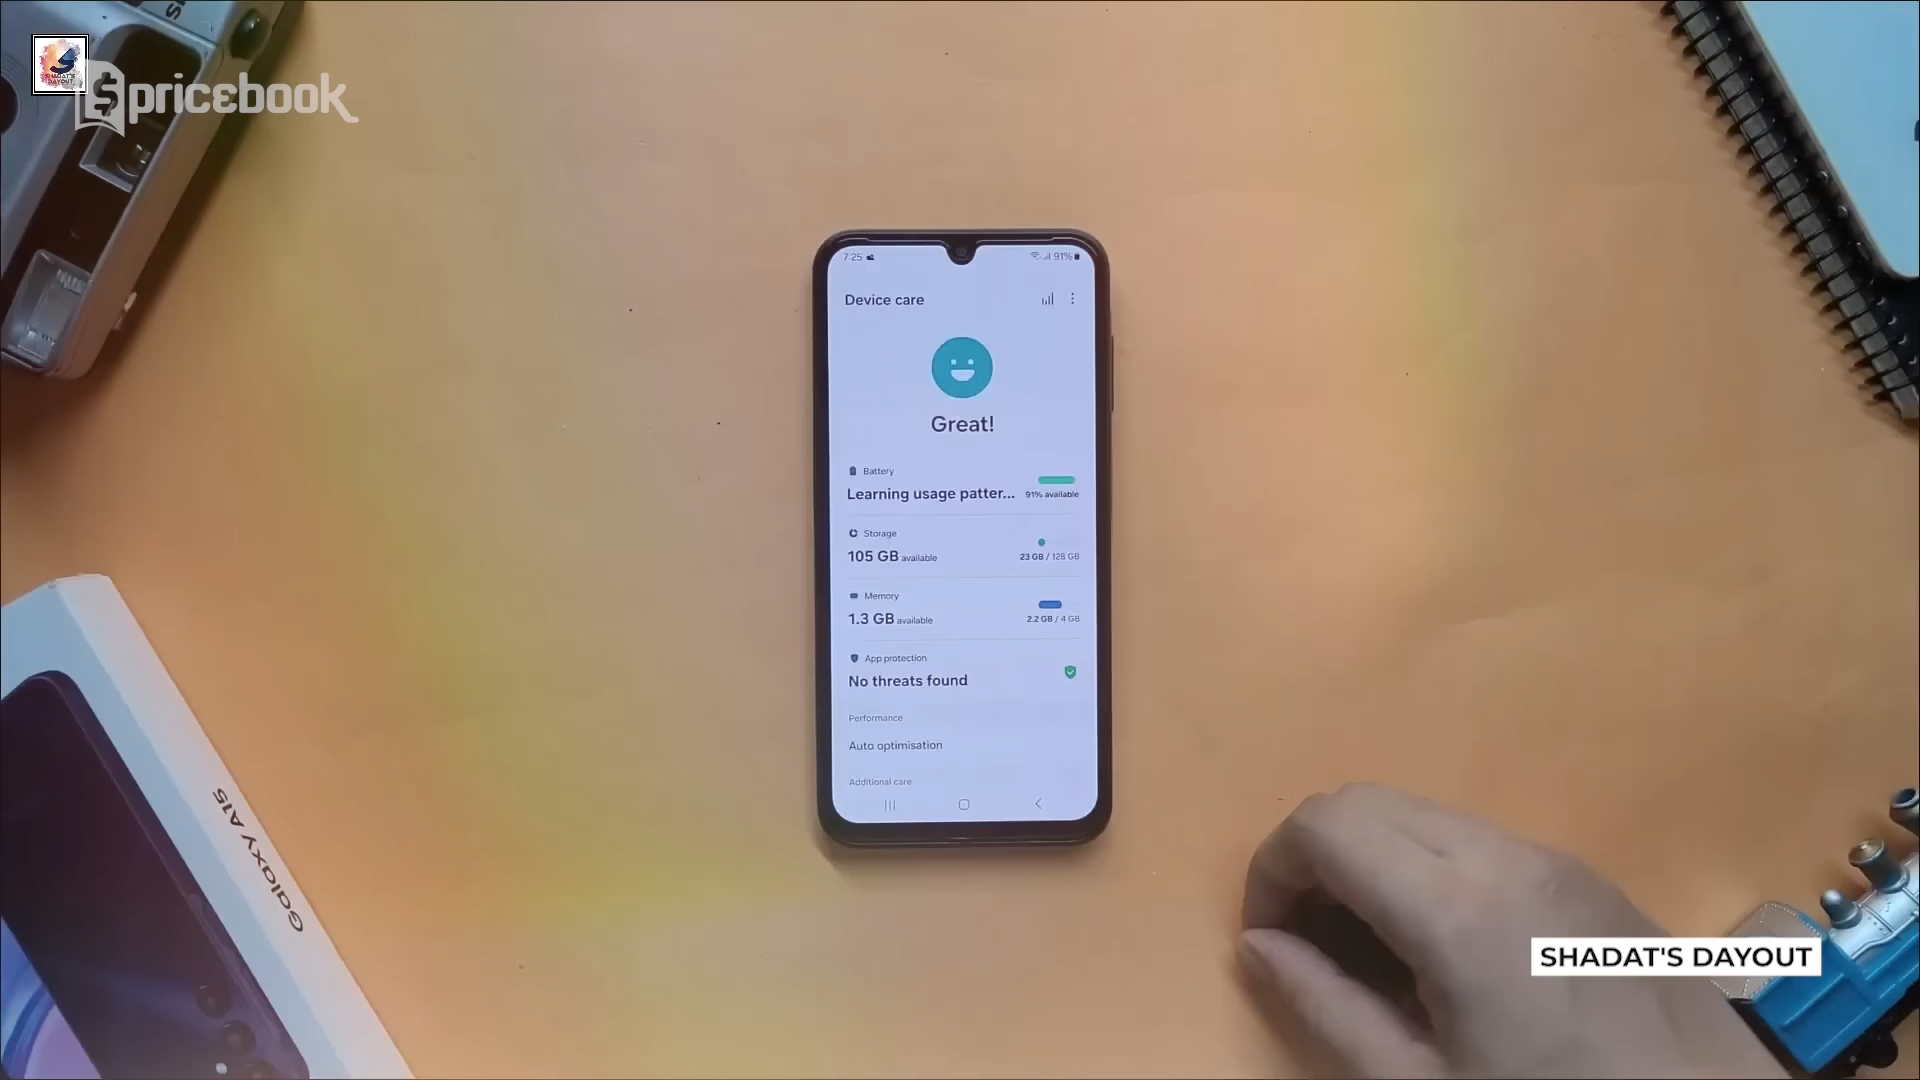 SHADAT'S
DAYOUT
pricebook
7:25
91%
Device care
Great!
Battery
Learning usage patter...
91% available
Storage
105 GB available
23 GB / 128 GB
Memory
1.3 GB available
2.2 GB / 4 GB
App protection
No threats found
Performance
Auto optimisation
Additional care
Galaxy A15
SHADAT'S DAYOUT